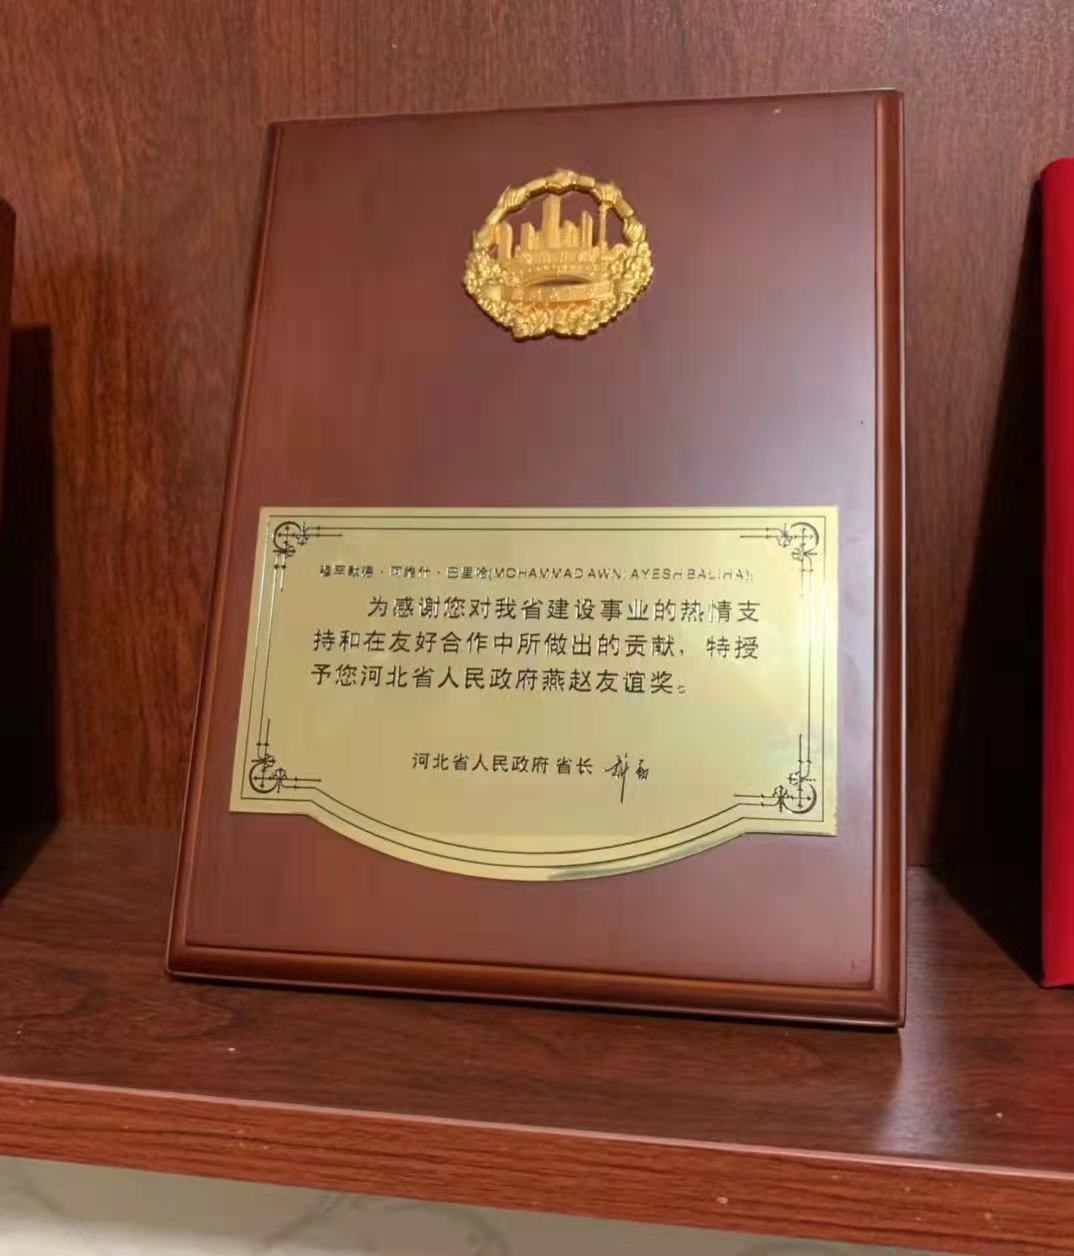 穆罕默德·阿维什·巴里哈(MOHAMMAD AWNI AYESH BALIHA):
为感谢您对我省建设事业的热情支
持和在友好合作中所做出的贡献，特授
予您河北省人民政府燕赵友谊奖。
河北省人民政府 省长